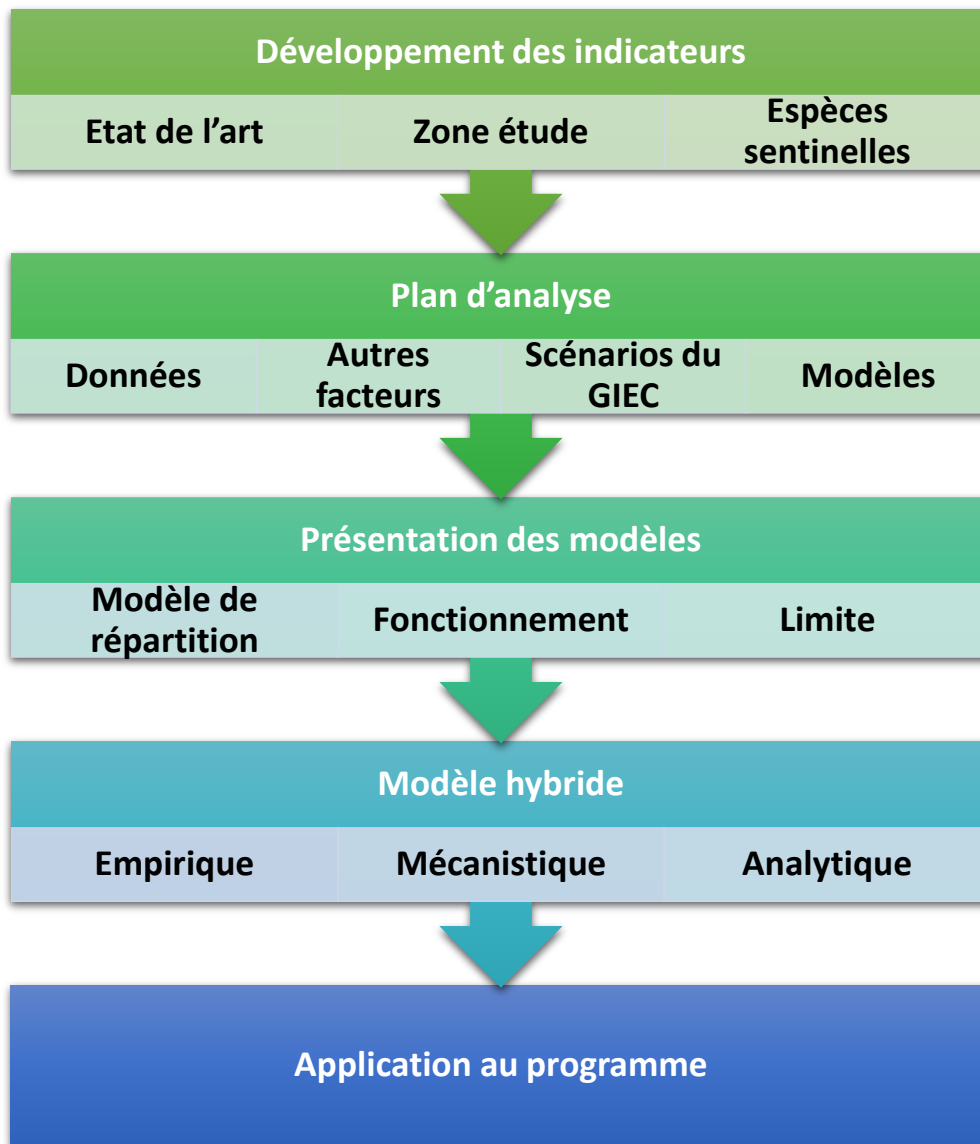 Développement des indicateurs
Etat de l’art
Zone étude
Espèces
sentinelles
Plan d’analyse
Données
Autres
facteurs
Scénarios du
GIEC
Modèles
Présentation des modèles
Modèle de
répartition
Fonctionnement
Limite
Modèle hybride
Empirique
Mécanistique
Analytique
Application au programme